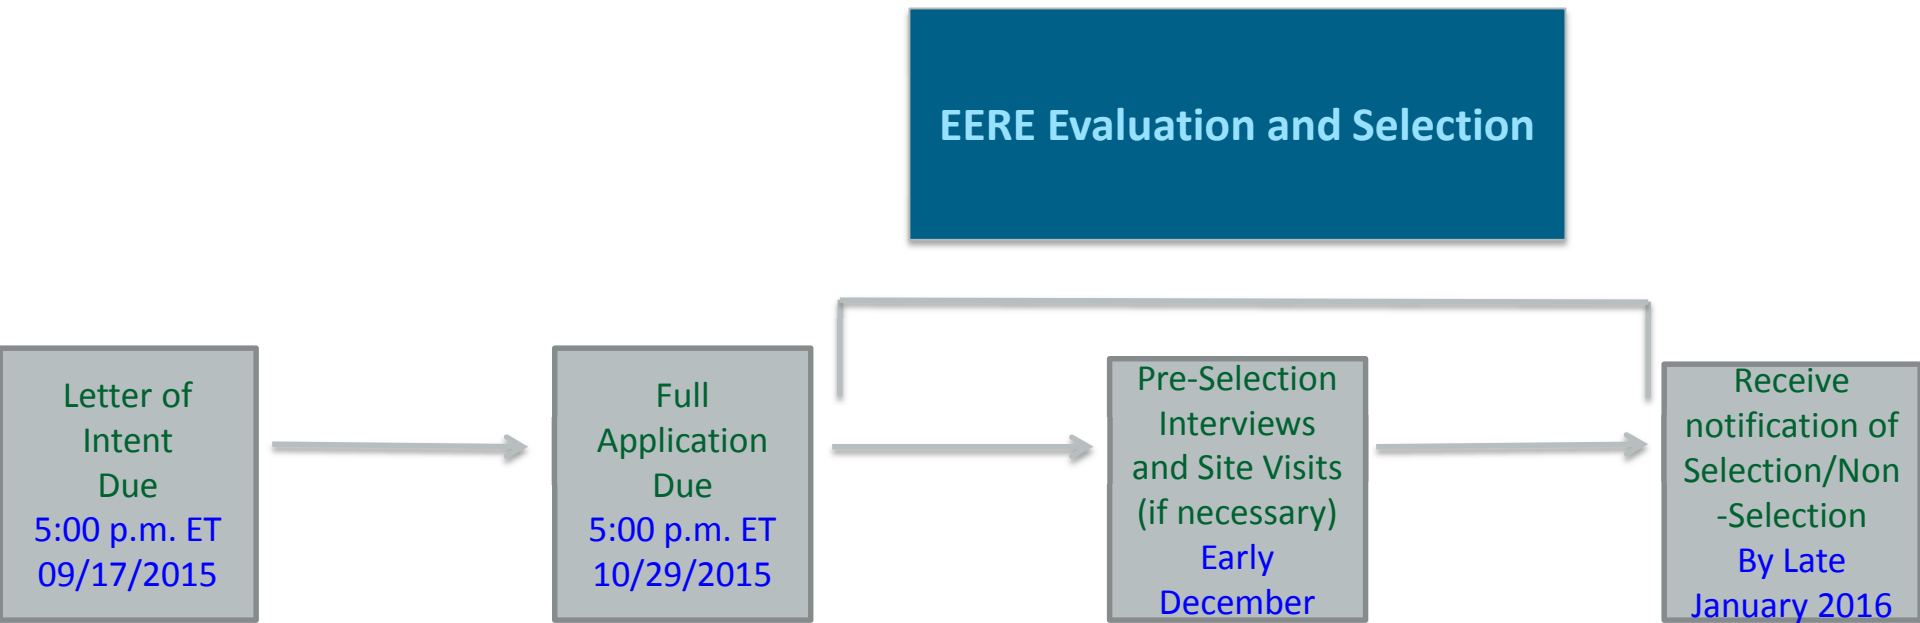 EERE Evaluation and Selection
Letter of
Intent
Due
5:00 p.m. ET
09/17/2015
Full
Application
Due
5:00 p.m. ET
10/29/2015
Pre-Selection
Interviews
and Site Visits
(if necessary)
Early
December
Receive
notification of
Selection/Non
-Selection
By Late
January 2016